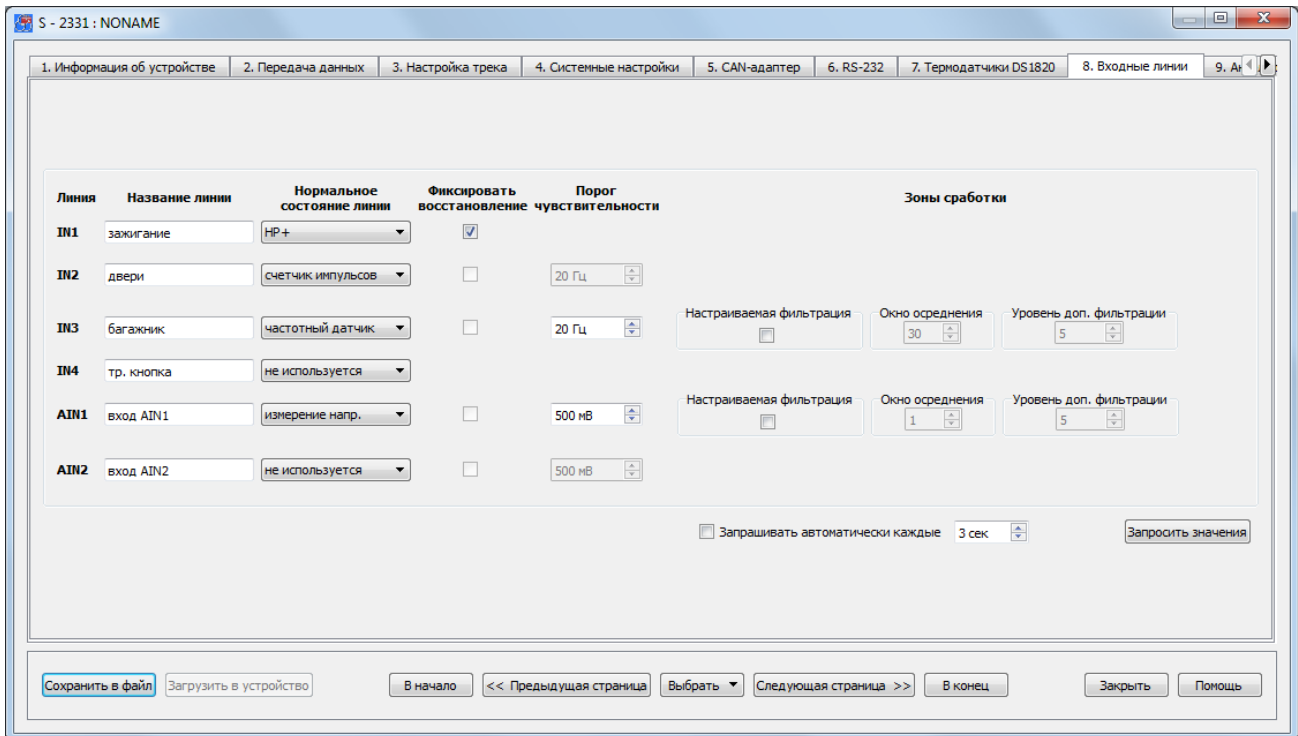 S - 2331 : NONAME
1. Информация об устройстве
2. Передача данных
3. Настройка трека
4. Системные настройки
5. CAN-адаптер
6. RS-232
7. Термодатчики DS1820
8. Входные линии
9.
Линия
Название линии
Нормальное
состояние линии
Фиксировать
восстановление
Порог
чувствительности
Зоны сработки
IN1 зажигание НР+
IN2 двери счетчик импульсов 20 Гц
IN3 багажник частотный датчик 20 Гц
Настраиваемая фильтрация
Окно осреднения
30
Уровень доп. фильтрации
5
IN4 тр. кнопка не используется
AIN1 вход AIN1 измерение напр. 500 мВ
Настраиваемая фильтрация
Окно осреднения
1
Уровень доп. фильтрации
5
AIN2 вход AIN2 не используется 500 мВ
Запрашивать автоматически каждые 3 сек
Запросить значения
Сохранить в файл
Загрузить в устройство
В начало
<< Предыдущая страница
Выбрать
Следующая страница >>
В конец
Закрыть
Помощь